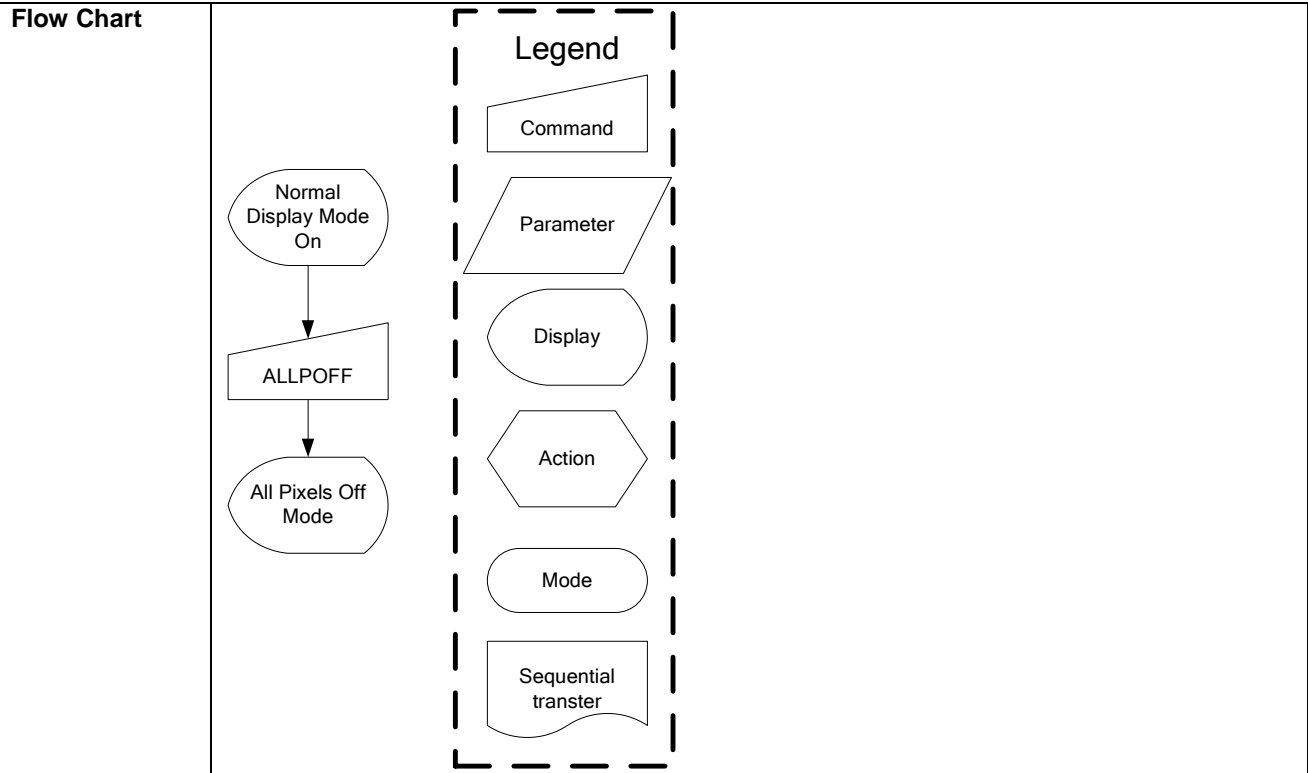 Flow Chart
Normal
Display Mode
On
ALLPOFF
All Pixels Off
Mode
Legend
Command
Parameter
Display
Action
Mode
Sequential
transter